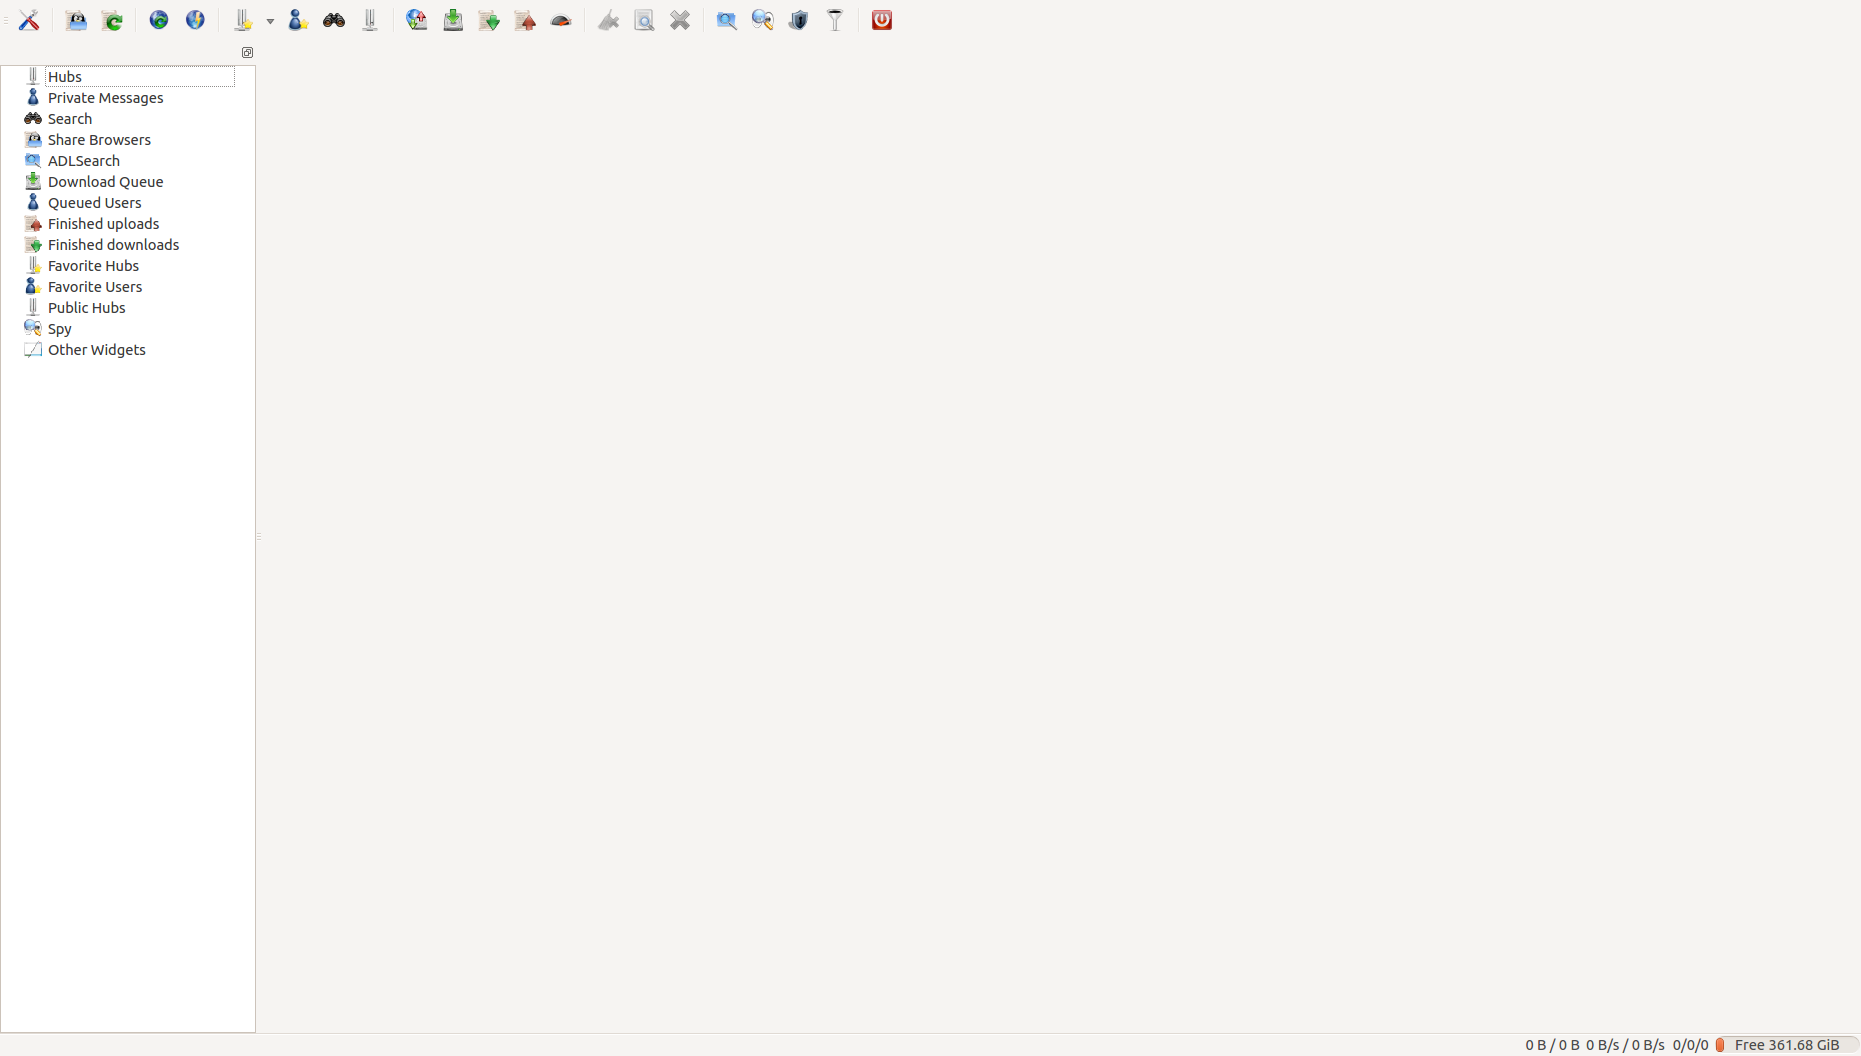 Hubs
Private Messages
Search
Share Browsers
ADLSearch
Download Queue
Queued Users
Finished uploads
Finished downloads
Favorite Hubs
Favorite Users
Public Hubs
Spy
Other Widgets
0 B / 0 B 0 B/s / 0 B/s 0/0/0 Free 361.68 GiB